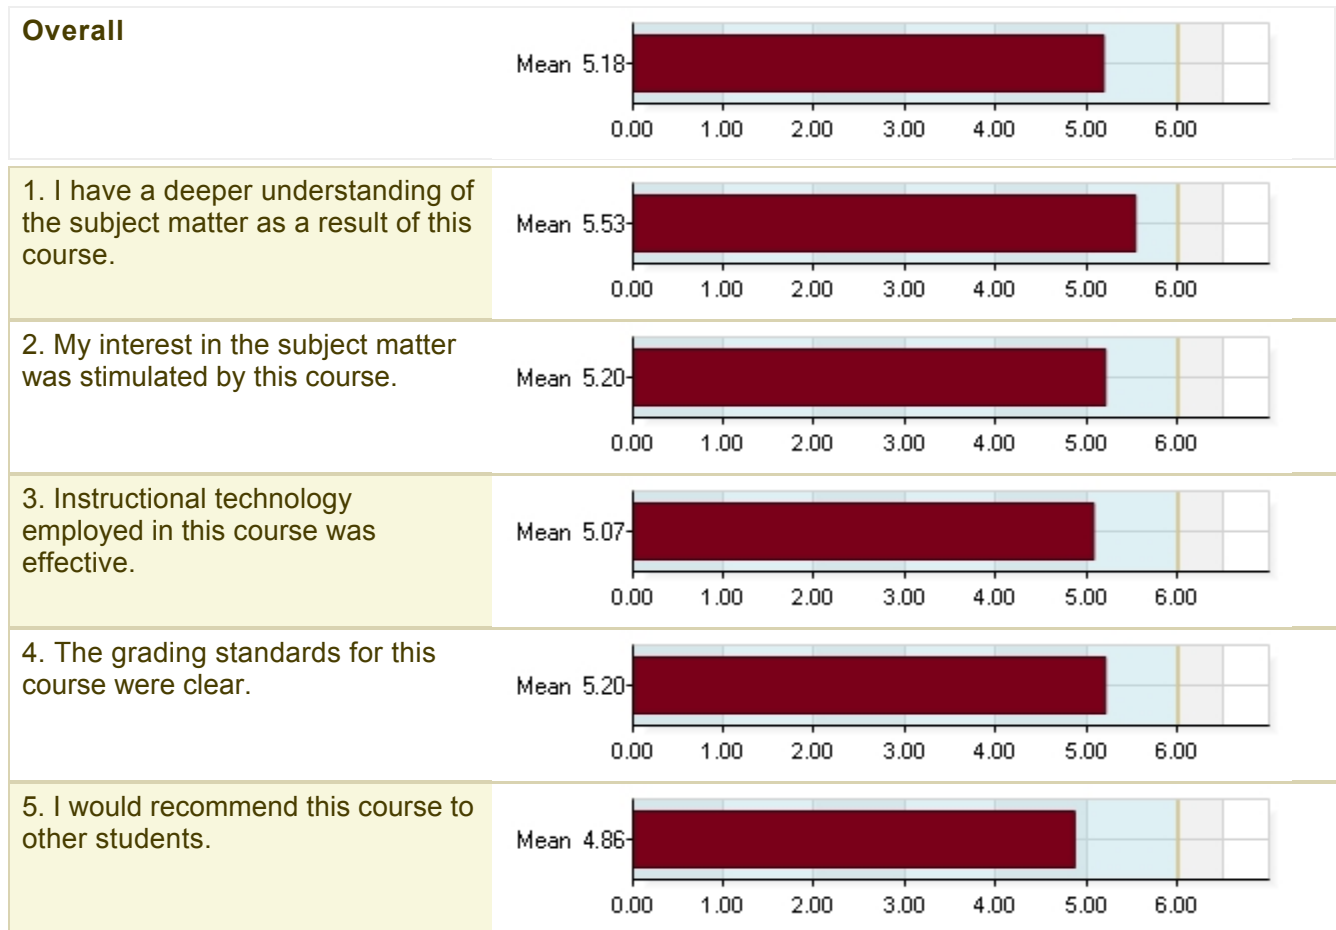 Overall
Mean 5.18
0.00 1.00 2.00 3.00 4.00 5.00 6.00
1. I have a deeper understanding of
the subject matter as a result of this
course.
Mean 5.53
0.00 1.00 2.00 3.00 4.00 5.00 6.00
2. My interest in the subject matter
was stimulated by this course.
Mean 5.20
0.00 1.00 2.00 3.00 4.00 5.00 6.00
3. Instructional technology
employed in this course was
effective.
Mean 5.07
0.00 1.00 2.00 3.00 4.00 5.00 6.00
4. The grading standards for this
course were clear.
Mean 5.20
0.00 1.00 2.00 3.00 4.00 5.00 6.00
5. I would recommend this course to
other students.
Mean 4.86
0.00 1.00 2.00 3.00 4.00 5.00 6.00